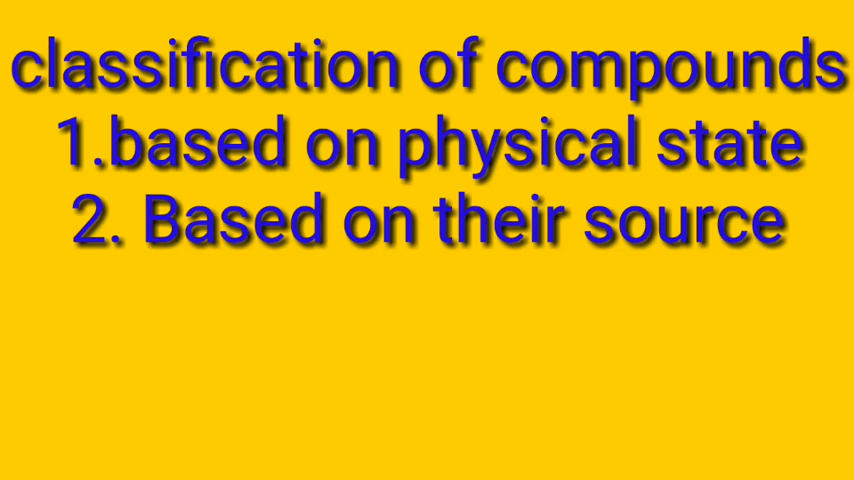 classification of compounds
1.based on physical state
2. Based on their source